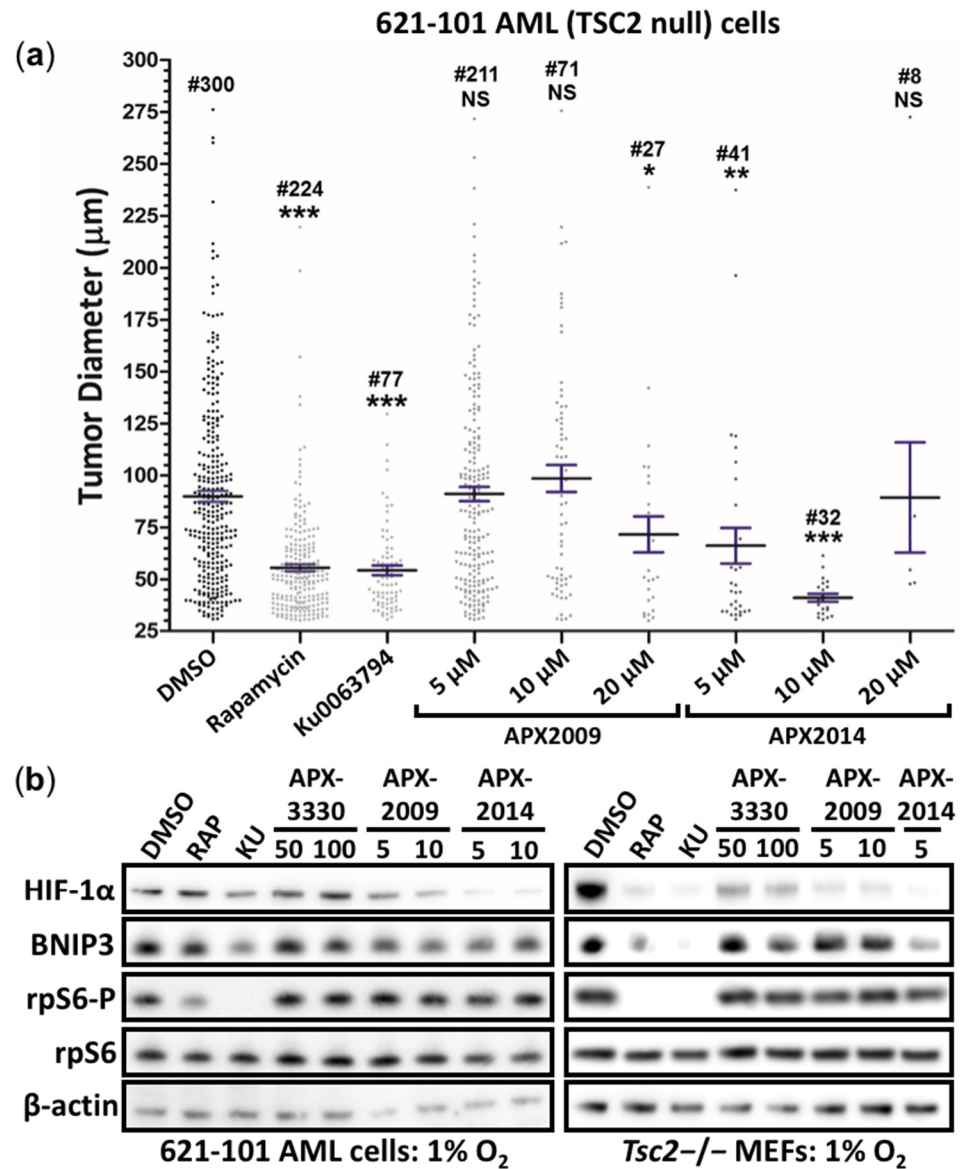 621-101 AML (TSC2 null) cells
(a)
Tumor Diameter (μm)
300
275
250
225
200
175
150
125
100
75
50
25
#300
#224
***
#77
***
#211
NS
#71
NS
#27
*
#41
**
#32
***
#8
NS
DMSO Rapamycin Ku0063794 5 μM 10 μM 20 μM 5 μM 10 μM 20 μM
APX2009 APX2014
(b)
DMSO RAP KU APX-3330 APX-2009 APX-2014 DMSO RAP KU APX-3330 APX-2009 APX-2014
50 100 5 10 5 10 50 100 5 10 5
HIF-1α
BNIP3
rpS6-P
rpS6
β-actin
621-101 AML cells: 1% O₂ Tsc2−/− MEFs: 1% O₂